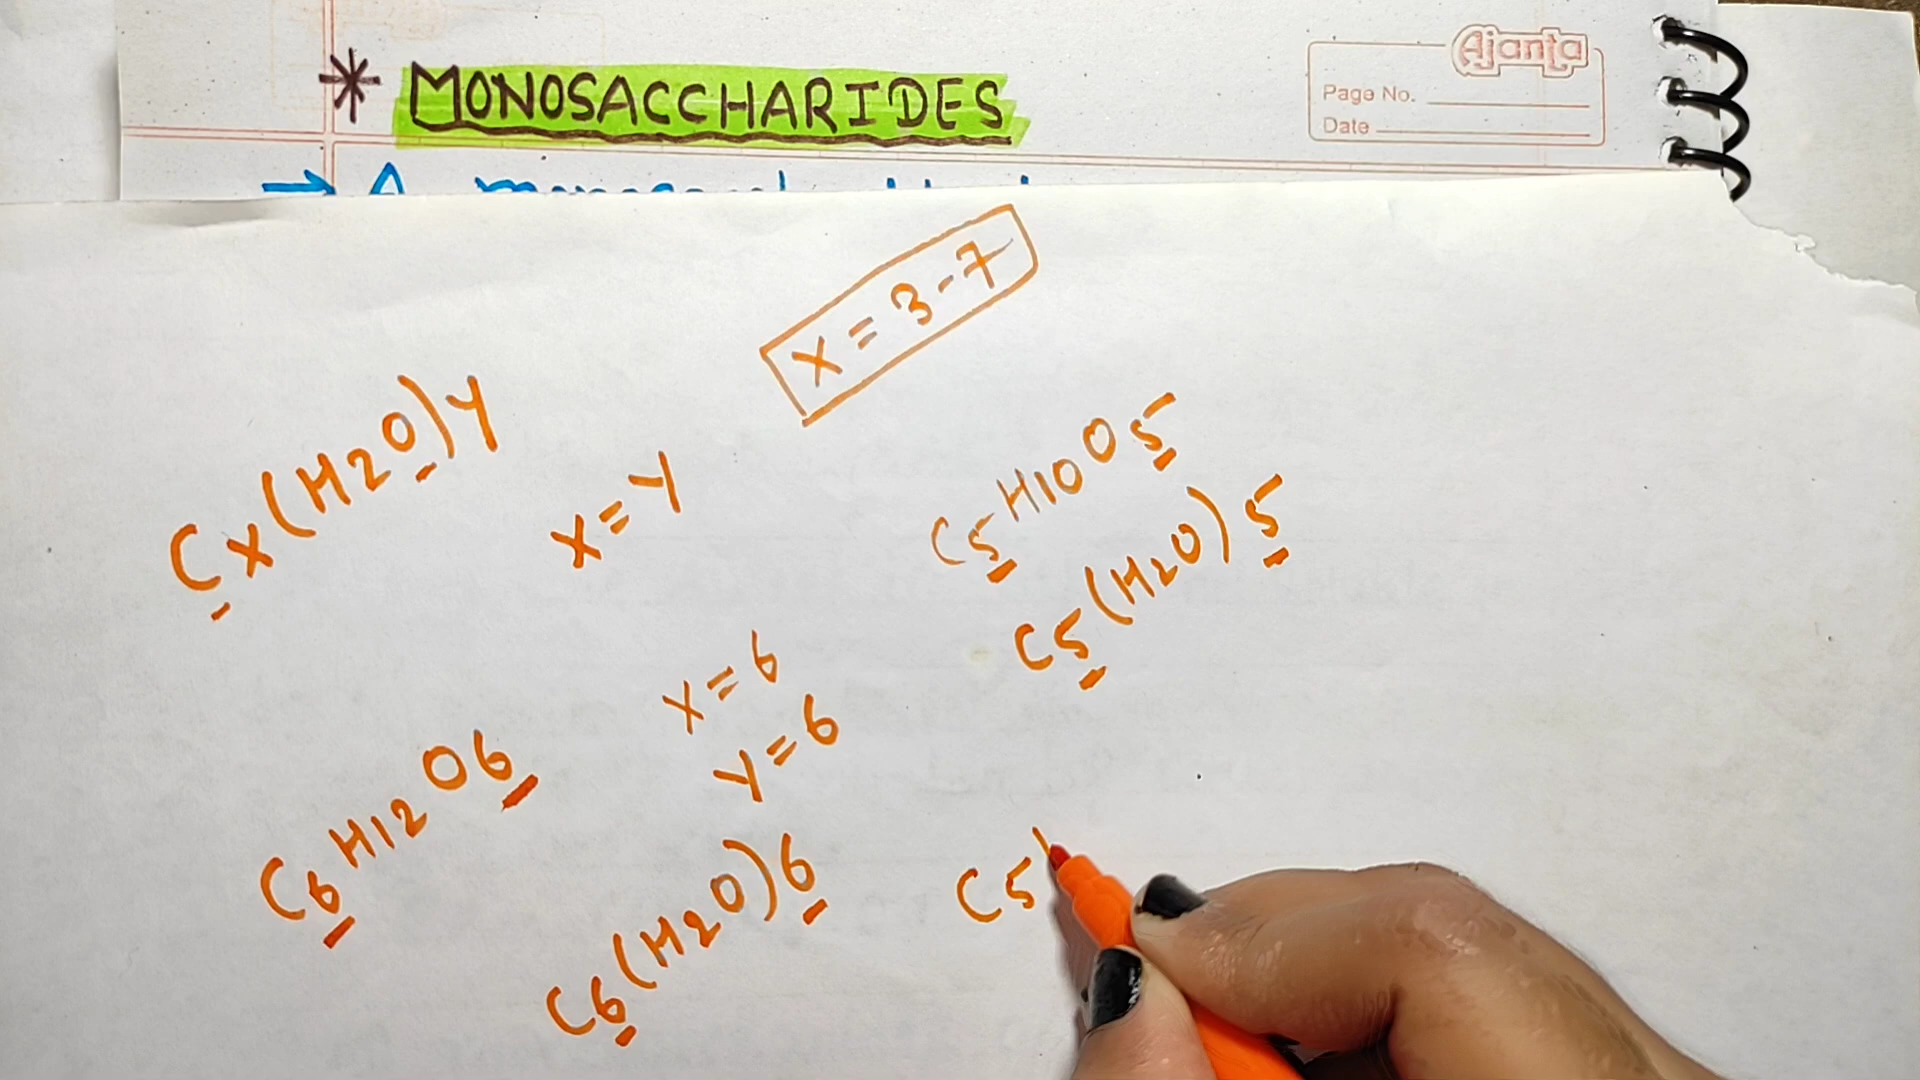 * MONOSACCHARIDES
Ajanta
Page No.
Date
x = 3-7
Cx(H2O)y
x=y
C5H10O5
C5(H2O)5
x=6
y=6
C6H12O6
C6(H2O)6
C5